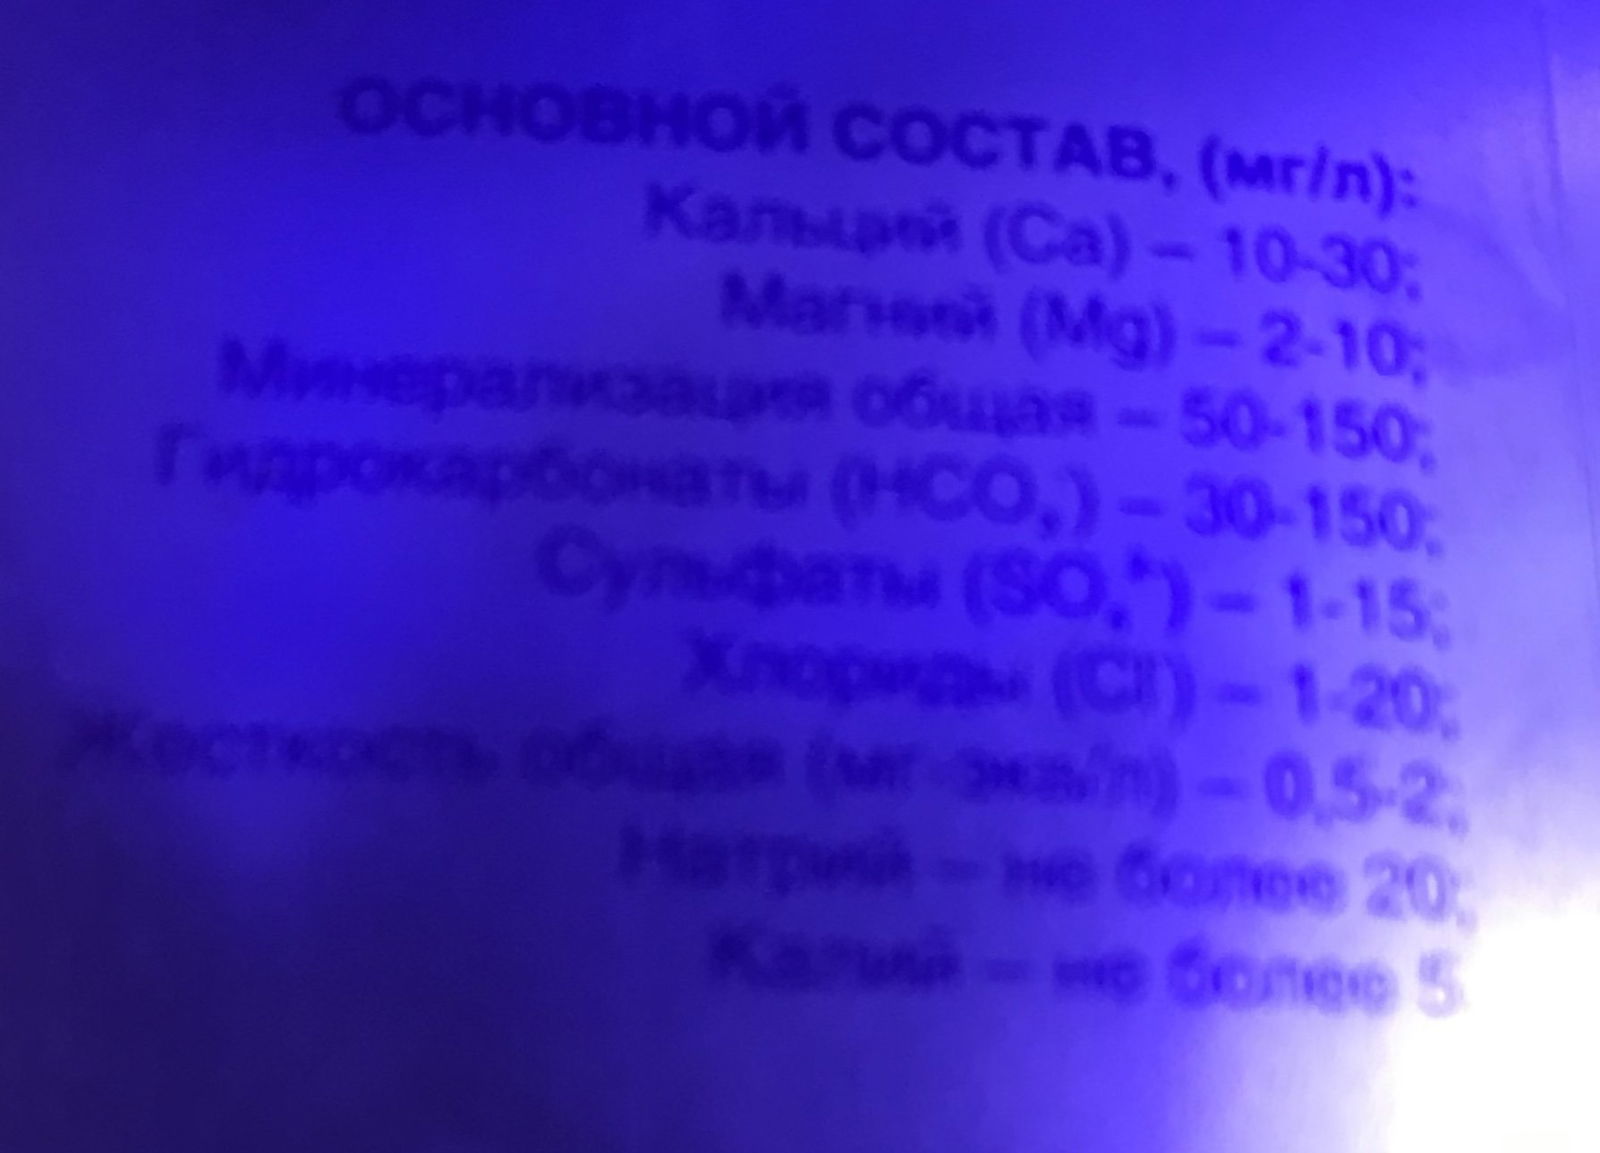 ОСНОВНОЙ СОСТАВ, (мг/л):
Кальций (Ca) – 10-30;
Магний (Mg) – 2-10;
Минерализация общая – 50-150;
Гидрокарбонаты (HCO₃) – 30-150;
Сульфаты (SO₄²⁻) – 1-15;
Хлориды (Cl⁻) – 1-20;
Жесткость общая (мг-экв/л) – 0,5-2;
Натрий – не более 20;
Калий – не более 5